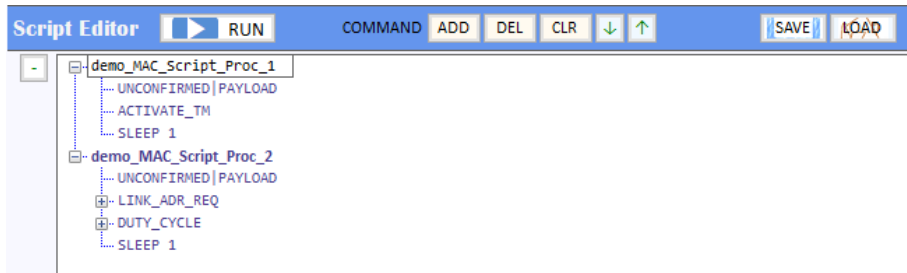 Script Editor RUN COMMAND ADD DEL CLR ↓ ↑ SAVE LOAD
-
demo_MAC_Script_Proc_1
UNCONFIRMED|PAYLOAD
ACTIVATE_TM
SLEEP 1
demo_MAC_Script_Proc_2
UNCONFIRMED|PAYLOAD
LINK_ADR_REQ
DUTY_CYCLE
SLEEP 1